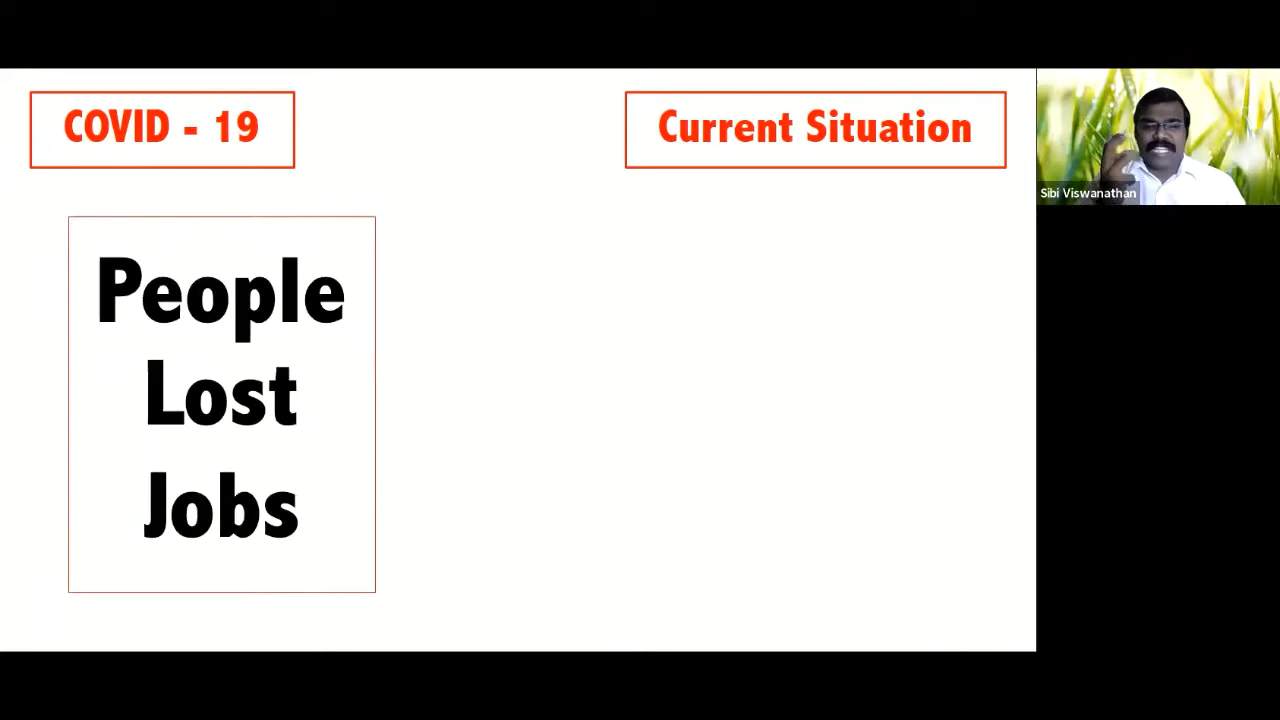 COVID - 19
Current Situation
People
Lost
Jobs
Sibi Viswanathan